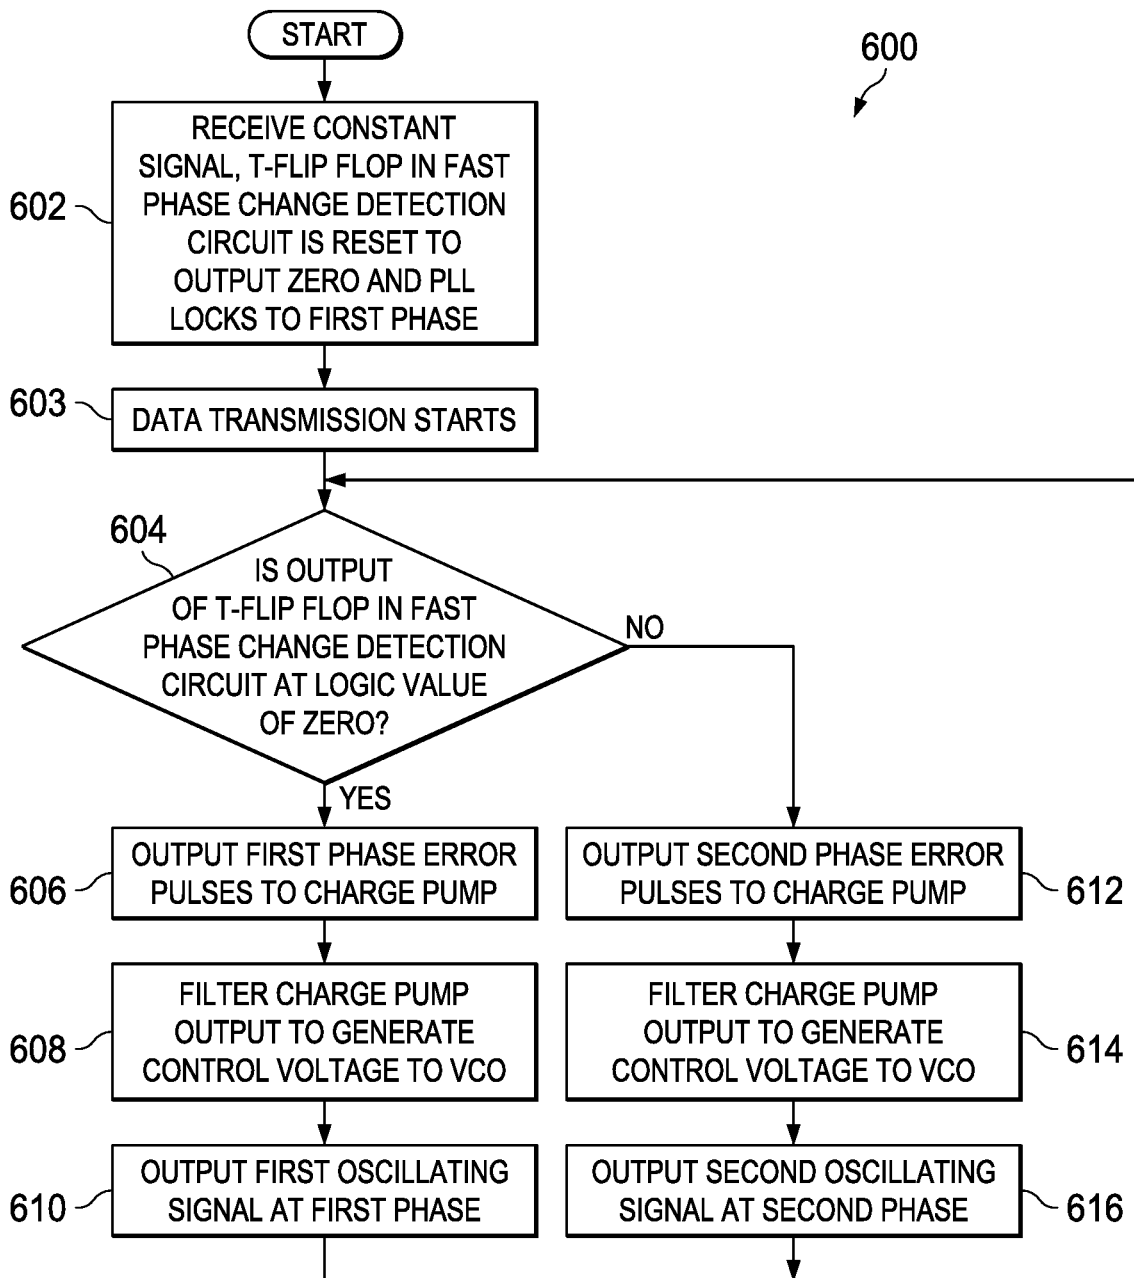 START
600
RECEIVE CONSTANT
SIGNAL, T-FLIP FLOP IN FAST
PHASE CHANGE DETECTION
CIRCUIT IS RESET TO
OUTPUT ZERO AND PLL
LOCKS TO FIRST PHASE
602
603
DATA TRANSMISSION STARTS
604
IS OUTPUT
OF T-FLIP FLOP IN FAST
PHASE CHANGE DETECTION
CIRCUIT AT LOGIC VALUE
OF ZERO?
NO
YES
606
OUTPUT FIRST PHASE ERROR
PULSES TO CHARGE PUMP
OUTPUT SECOND PHASE ERROR
PULSES TO CHARGE PUMP
612
608
FILTER CHARGE PUMP
OUTPUT TO GENERATE
CONTROL VOLTAGE TO VCO
FILTER CHARGE PUMP
OUTPUT TO GENERATE
CONTROL VOLTAGE TO VCO
614
610
OUTPUT FIRST OSCILLATING
SIGNAL AT FIRST PHASE
OUTPUT SECOND OSCILLATING
SIGNAL AT SECOND PHASE
616